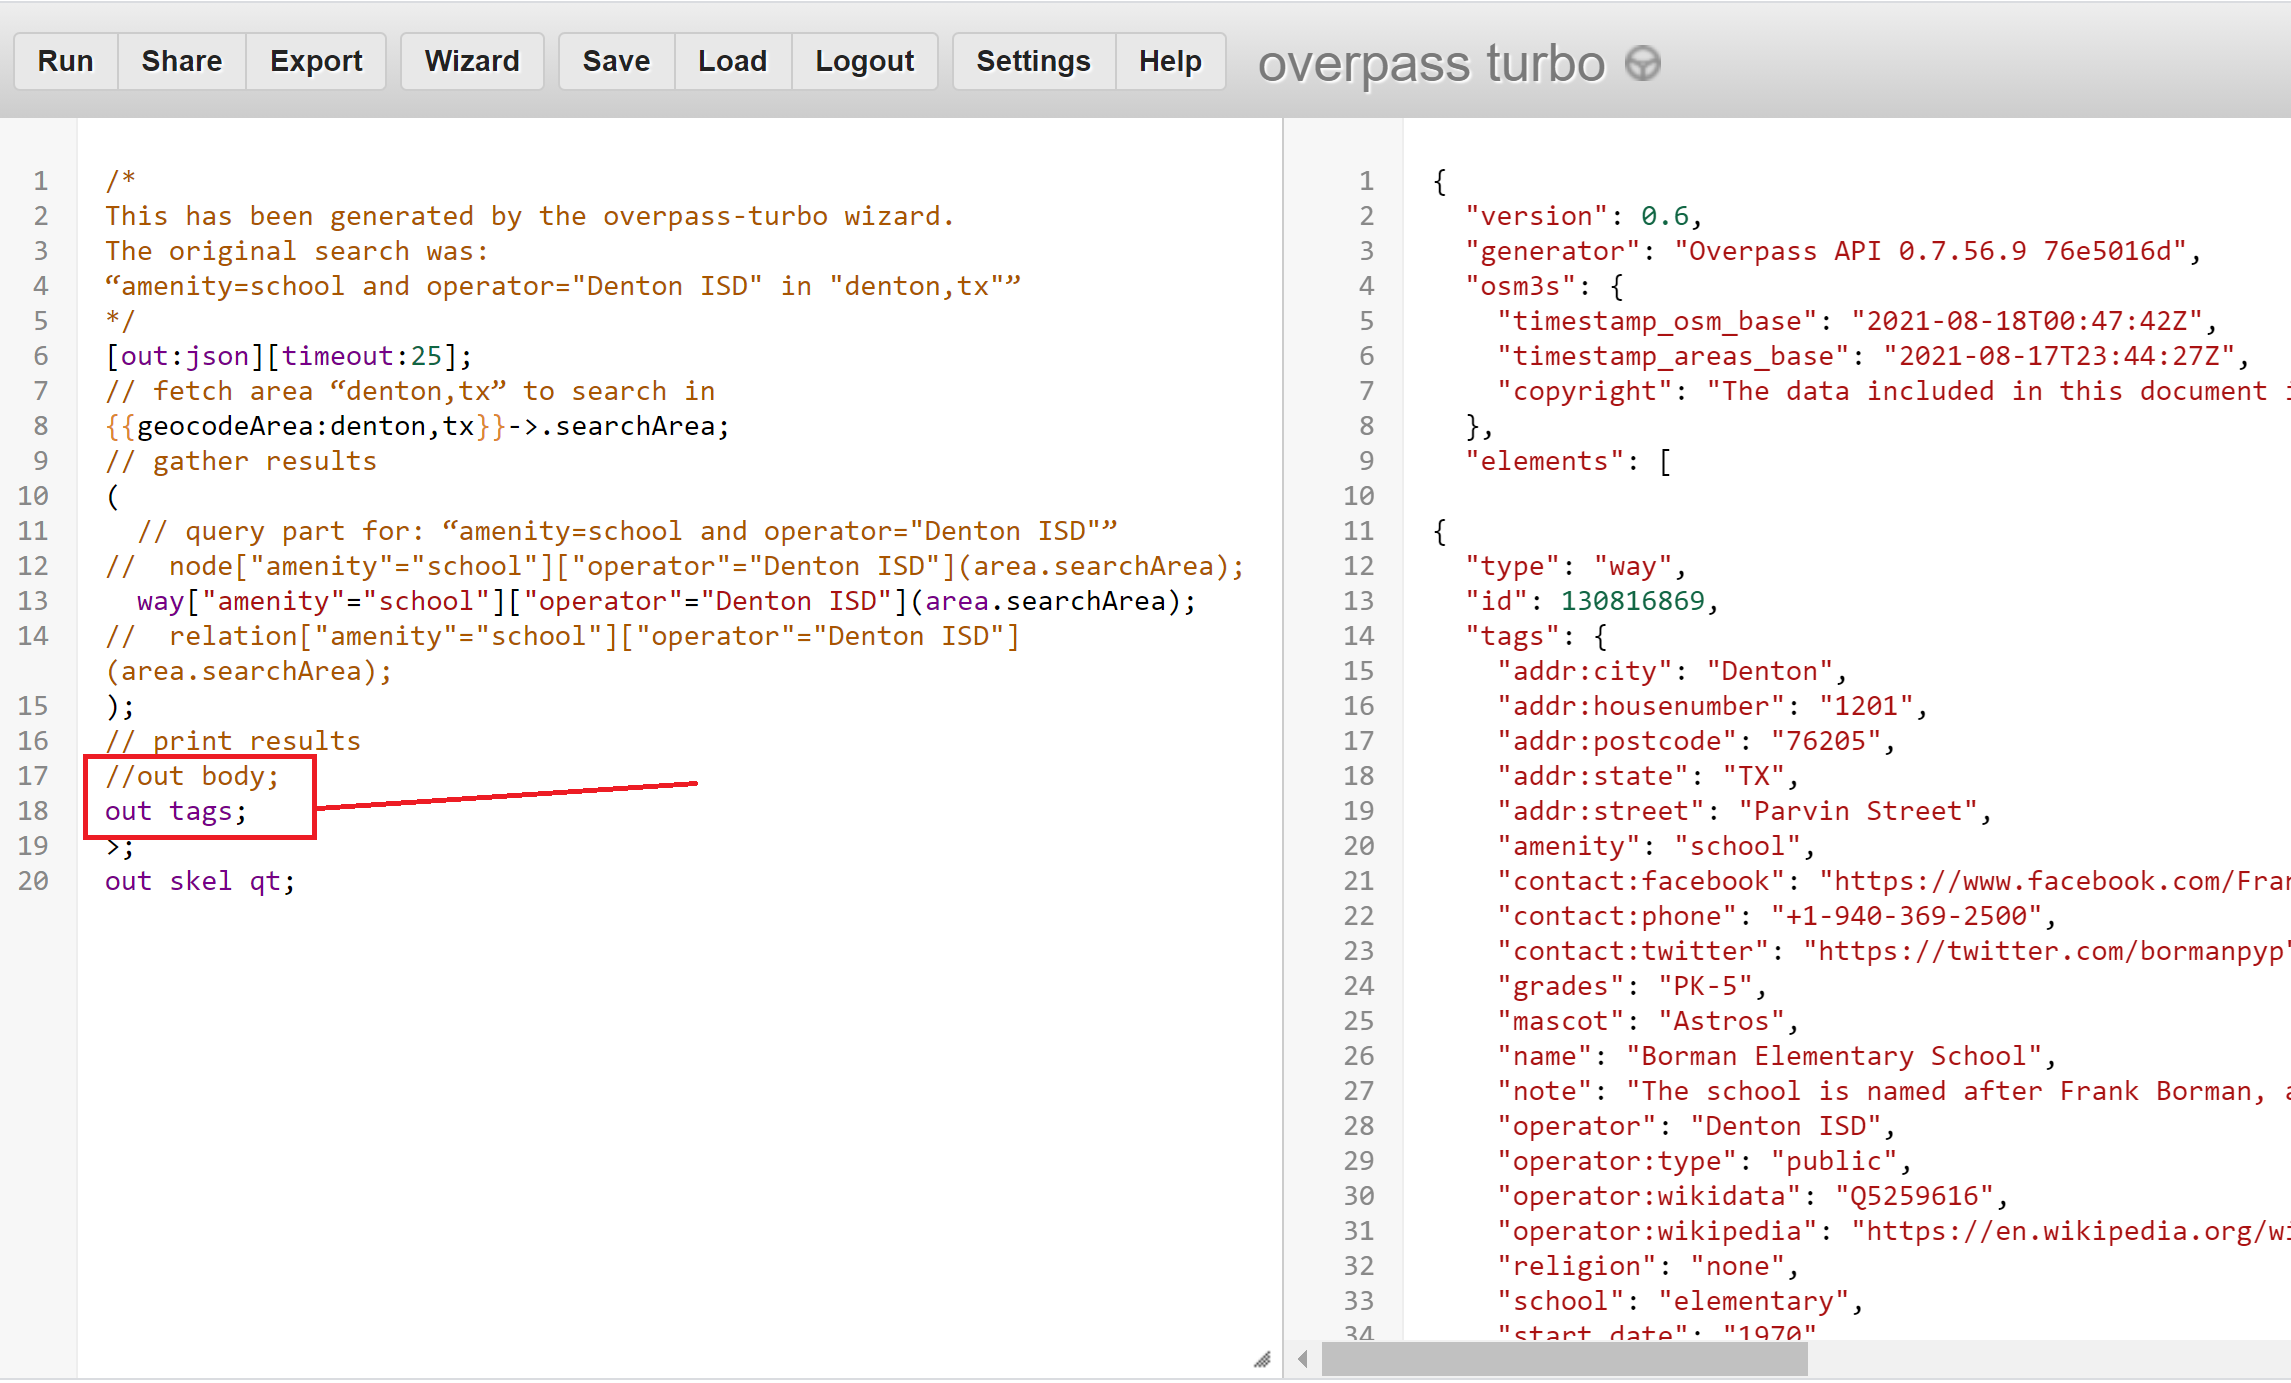 Run Share Export Wizard Save Load Logout Settings Help overpass turbo
1 /*
2 This has been generated by the overpass-turbo wizard.
3 The original search was:
4 “amenity=school and operator="Denton ISD" in "denton,tx"”
5 */
6 [out:json][timeout:25];
7 // fetch area “denton,tx” to search in
8 {{geocodeArea:denton,tx}}->.searchArea;
9 // gather results
10 (
11 // query part for: “amenity=school and operator="Denton ISD"”
12 //  node["amenity"="school"]["operator"="Denton ISD"](area.searchArea);
13 way["amenity"="school"]["operator"="Denton ISD"](area.searchArea);
14 //  relation["amenity"="school"]["operator"="Denton ISD"]
(area.searchArea);
15 );
16 // print results
17 //out body;
18 out tags;
19 >;
20 out skel qt;
1 {
2 "version": 0.6,
3 "generator": "Overpass API 0.7.56.9 76e5016d",
4 "osm3s": {
5 "timestamp_osm_base": "2021-08-18T00:47:42Z",
6 "timestamp_areas_base": "2021-08-17T23:44:27Z",
7 "copyright": "The data included in this document
8 },
9 "elements": [
10
11 {
12 "type": "way",
13 "id": 130816869,
14 "tags": {
15 "addr:city": "Denton",
16 "addr:housenumber": "1201",
17 "addr:postcode": "76205",
18 "addr:state": "TX",
19 "addr:street": "Parvin Street",
20 "amenity": "school",
21 "contact:facebook": "https://www.facebook.com/Fran
22 "contact:phone": "+1-940-369-2500",
23 "contact:twitter": "https://twitter.com/bormanpyp"
24 "grades": "PK-5",
25 "mascot": "Astros",
26 "name": "Borman Elementary School",
27 "note": "The school is named after Frank Borman,
28 "operator": "Denton ISD",
29 "operator:type": "public",
30 "operator:wikidata": "Q5259616",
31 "operator:wikipedia": "https://en.wikipedia.org/wi
32 "religion": "none",
33 "school": "elementary",
34 "start_date": "1970"